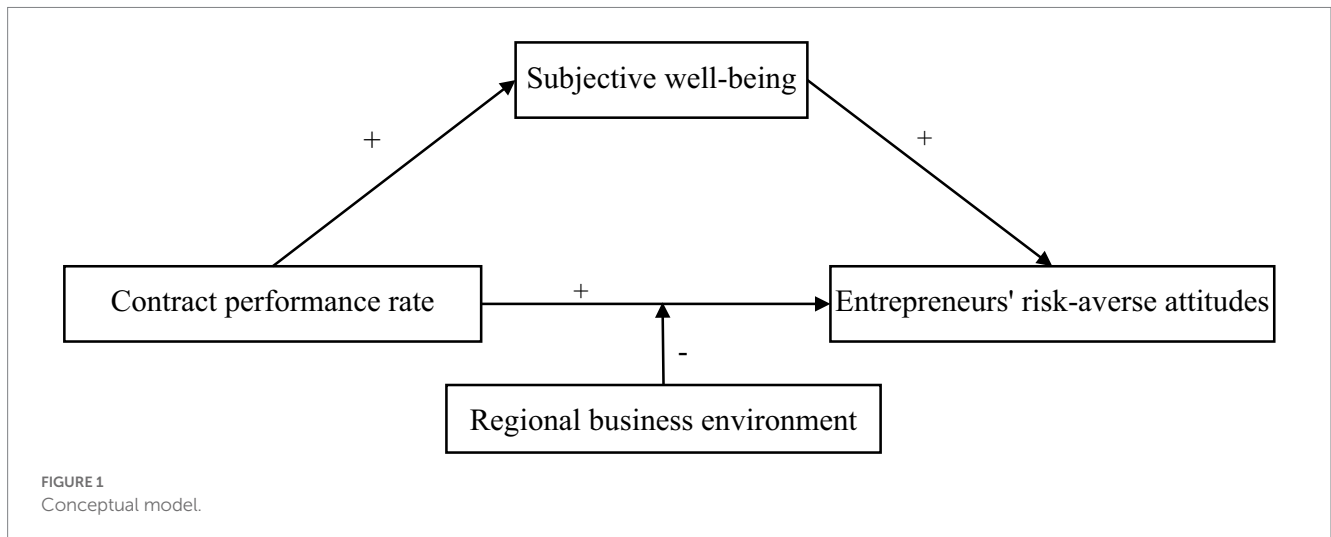 Subjective well-being
+
+
Contract performance rate
+
Entrepreneurs' risk-averse attitudes
-
Regional business environment
FIGURE 1
Conceptual model.